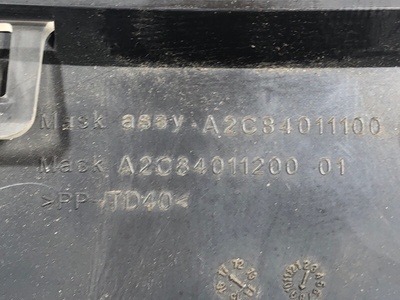 Mask assy. A2C84011100
Mask A2C84011200 01
>PP-TD40<